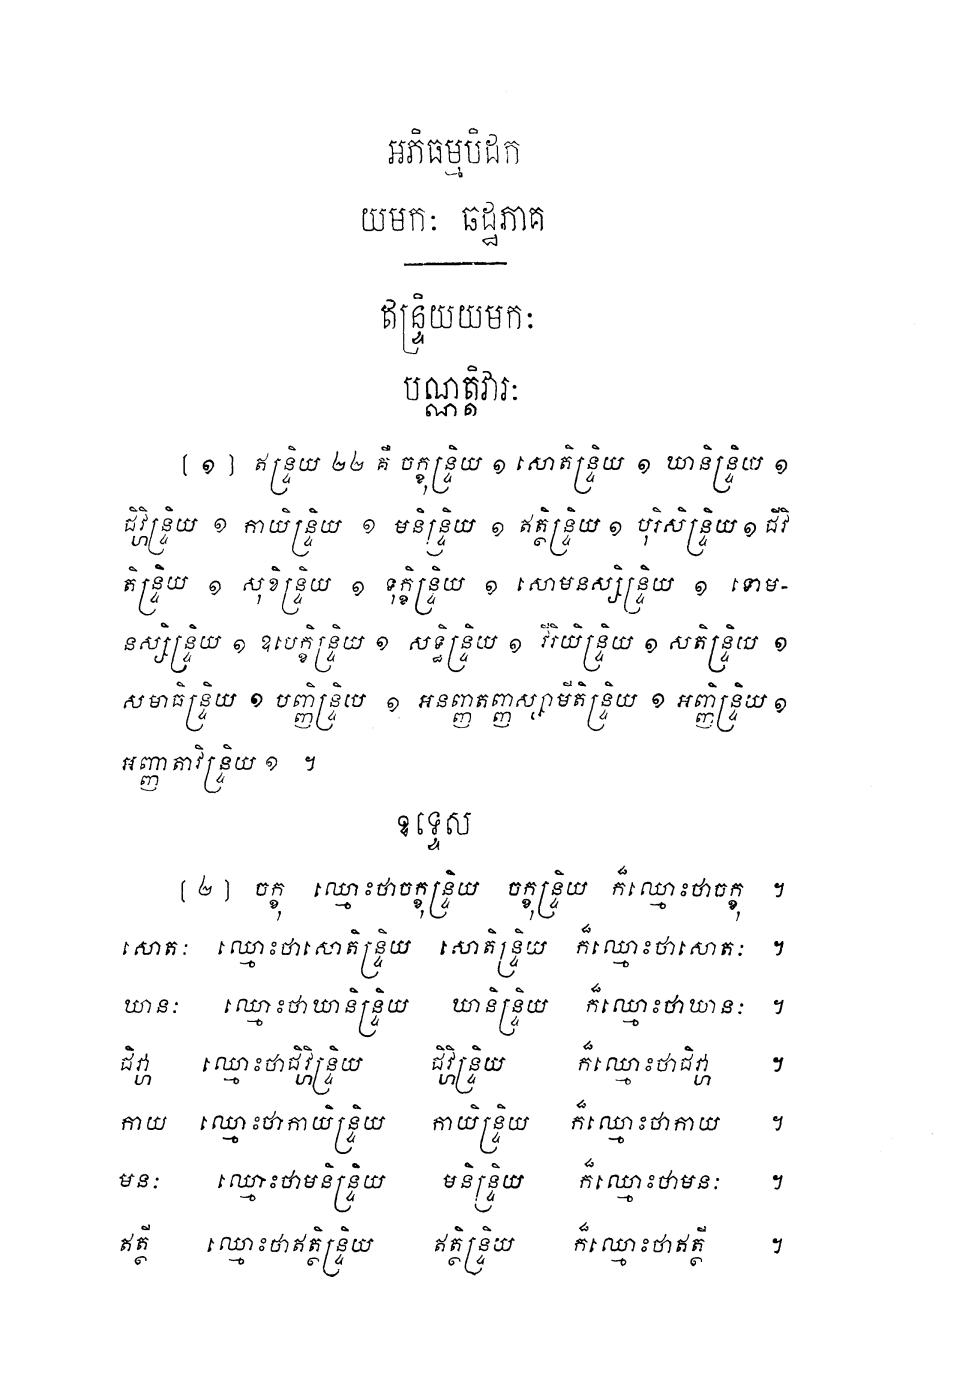 អភិធម្មបិដក
យមកៈ ឆដ្ឋភាគ
ឥន្ទ្រិយយមកៈ
បណ្ណត្តិវារៈ
[ ១ ] ឥន្ទ្រិយ ២២ គឺ ចក្ខុន្ទ្រិយ ១ សោតិន្ទ្រិយ ១ ឃានិន្ទ្រិយ ១
ជិវ្ហិន្ទ្រិយ ១ កាយិន្ទ្រិយ ១ មនិន្ទ្រិយ ១ ឥត្ថិន្ទ្រិយ ១ បុរិសិន្ទ្រិយ ១ ជីវិ
តិន្ទ្រិយ ១ សុខិន្ទ្រិយ ១ ទុក្ខិន្ទ្រិយ ១ សោមនស្សិន្ទ្រិយ ១ ទោម-
នស្សិន្ទ្រិយ ១ ឧបេក្ខិន្ទ្រិយ ១ សទ្ធិន្ទ្រិយ ១ វីរិយិន្ទ្រិយ ១ សតិន្ទ្រិយ ១
សមាធិន្ទ្រិយ ១ បញ្ញិន្ទ្រិយ ១ អនញ្ញាតញ្ញស្សាមីតិន្ទ្រិយ ១ អញ្ញិន្ទ្រិយ ១
អញ្ញាតាវិន្ទ្រិយ ១ ។
ឧទ្ទេស
[ ២ ] ចក្ខុ ឈ្មោះថាចក្ខុន្ទ្រិយ ចក្ខុន្ទ្រិយ ក៏ឈ្មោះថាចក្ខុ ។
សោតៈ ឈ្មោះថាសោតិន្ទ្រិយ សោតិន្ទ្រិយ ក៏ឈ្មោះថាសោតៈ ។
ឃានៈ ឈ្មោះថាឃានិន្ទ្រិយ ឃានិន្ទ្រិយ ក៏ឈ្មោះថាឃានៈ ។
ជិវ្ហា ឈ្មោះថាជិវ្ហិន្ទ្រិយ ជិវ្ហិន្ទ្រិយ ក៏ឈ្មោះថាជិវ្ហា ។
កាយ ឈ្មោះថាកាយិន្ទ្រិយ កាយិន្ទ្រិយ ក៏ឈ្មោះថាកាយ ។
មនៈ ឈ្មោះថាមនិន្ទ្រិយ មនិន្ទ្រិយ ក៏ឈ្មោះថាមនៈ ។
ឥត្ថី ឈ្មោះថាឥត្ថិន្ទ្រិយ ឥត្ថិន្ទ្រិយ ក៏ឈ្មោះថាឥត្ថី ។